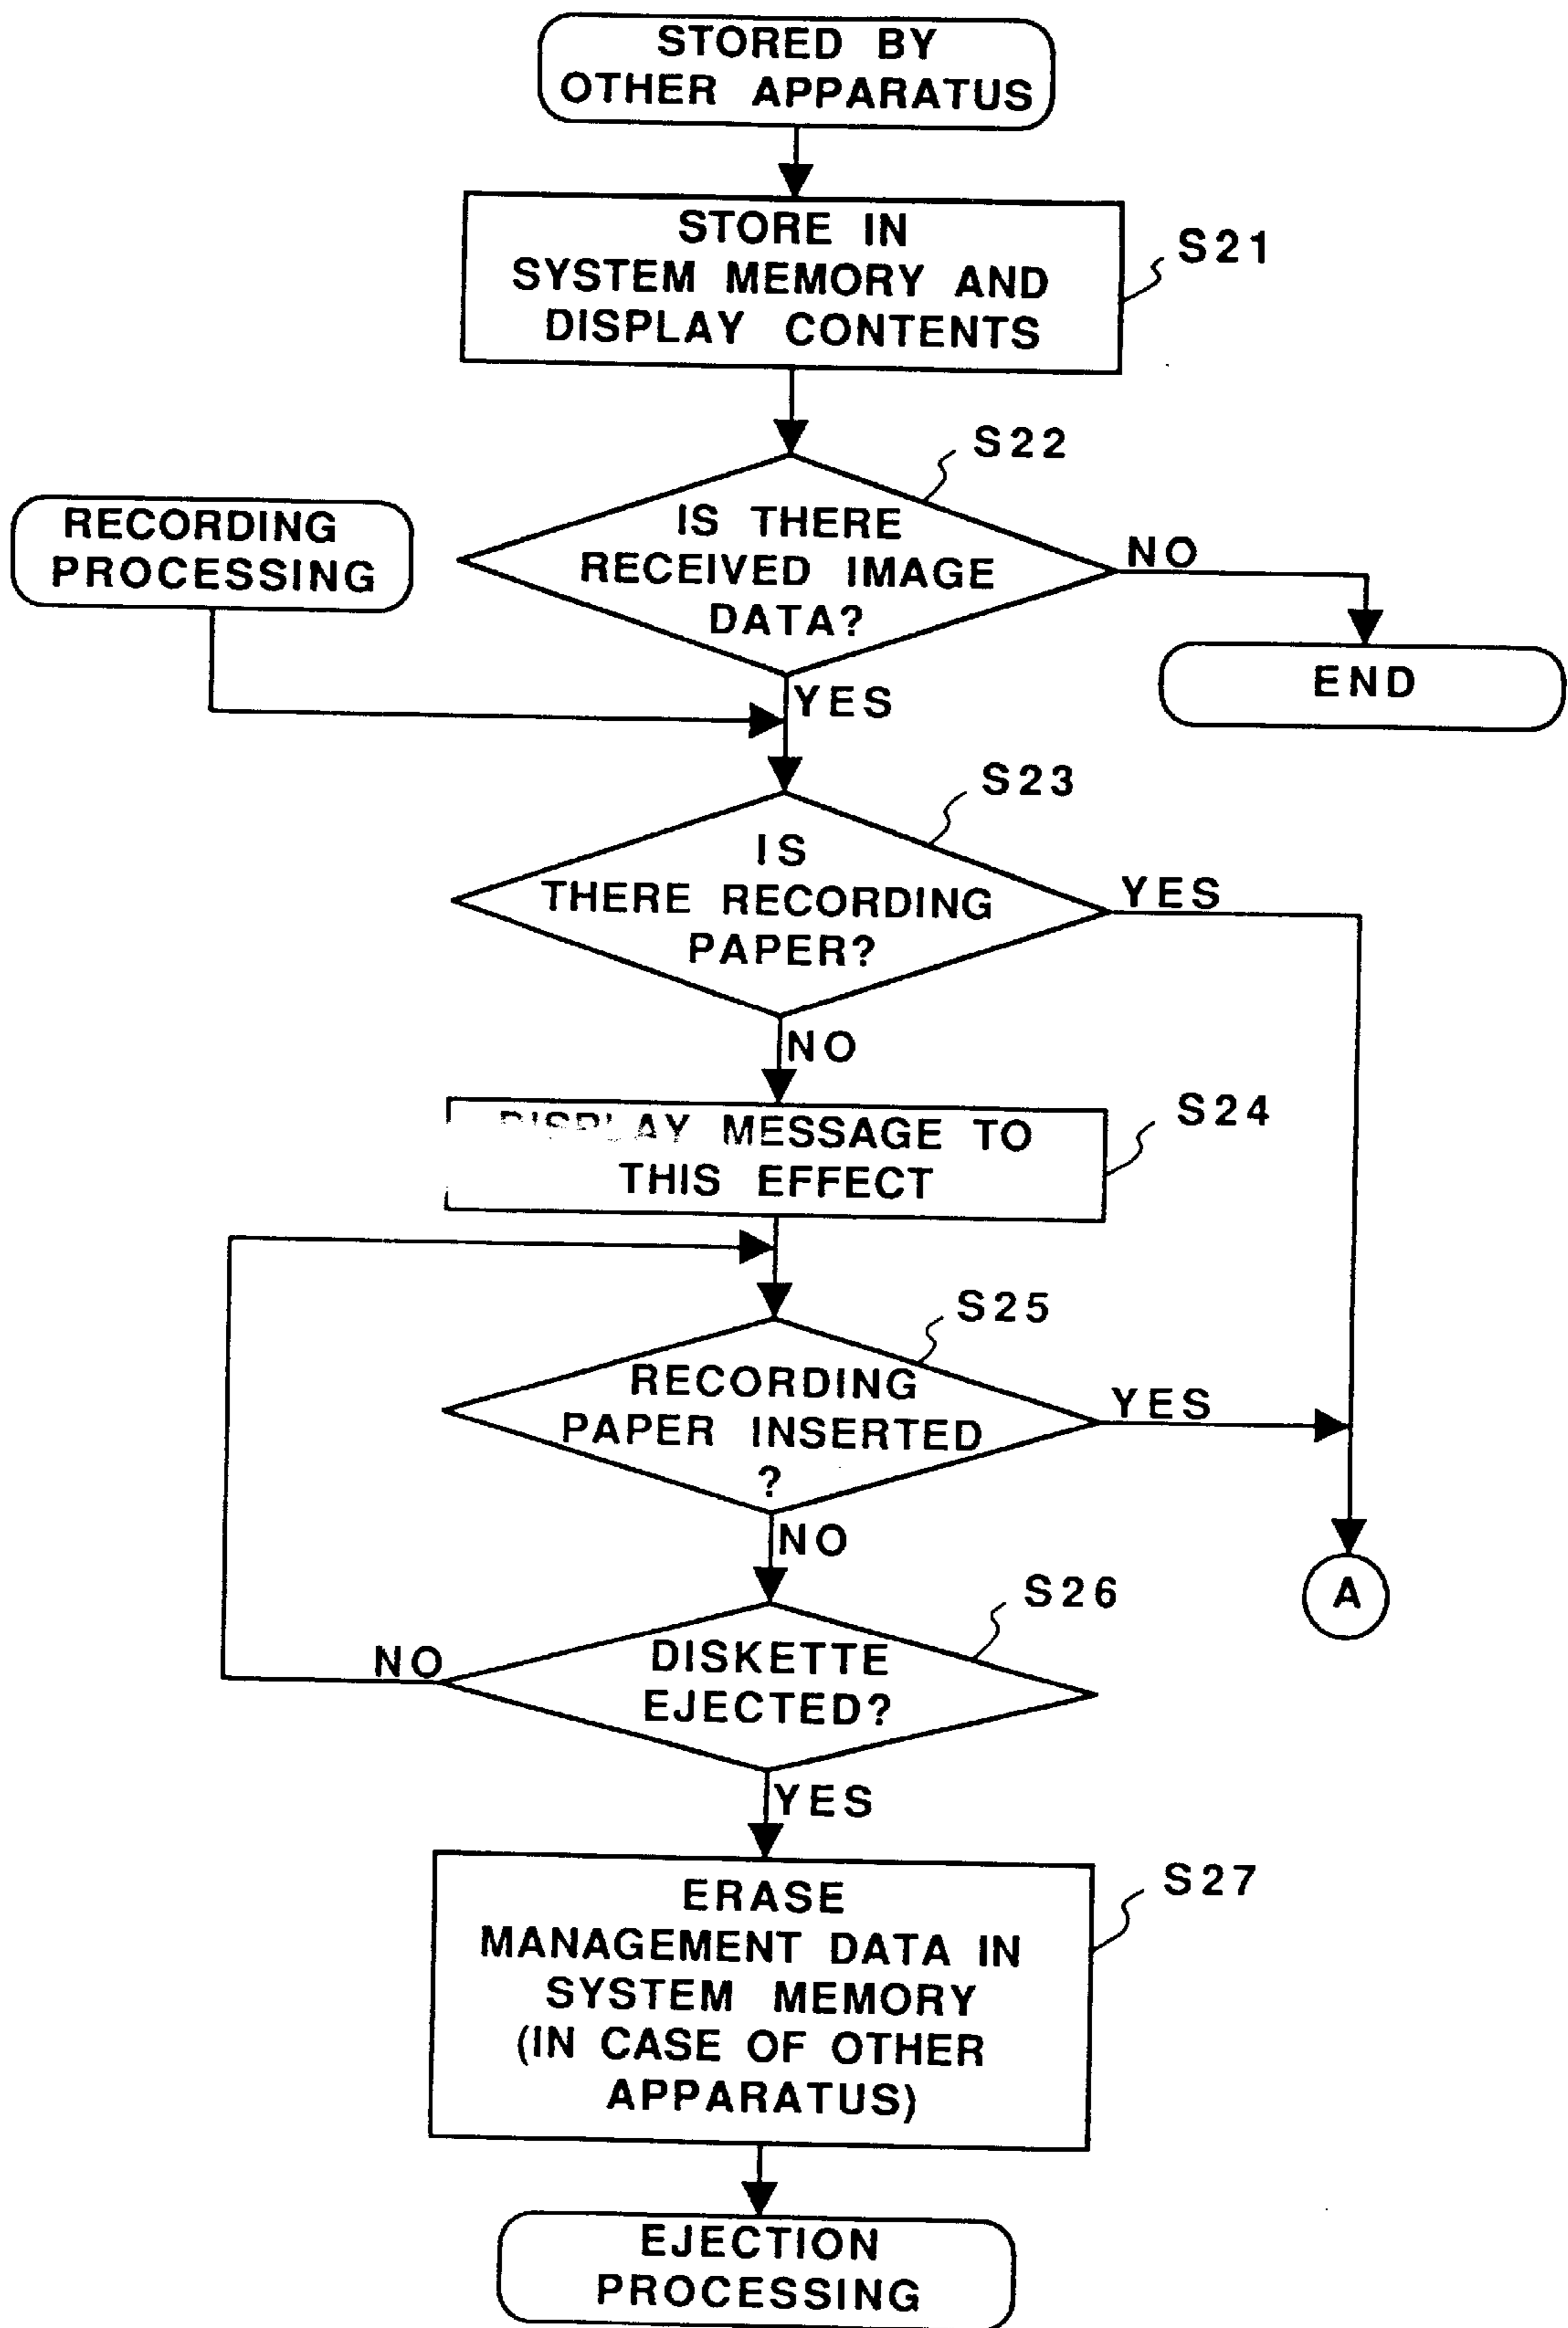 STORED BY
OTHER APPARATUS
STORE IN
SYSTEM MEMORY AND
DISPLAY CONTENTS
S21
S22
IS THERE
RECEIVED IMAGE
DATA?
NO
END
RECORDING
PROCESSING
YES
S23
IS
THERE RECORDING
PAPER?
YES
NO
S24
DISPLAY MESSAGE TO
THIS EFFECT
S25
RECORDING
PAPER INSERTED
?
YES
NO
A
S26
DISKETTE
EJECTED?
NO
YES
S27
ERASE
MANAGEMENT DATA IN
SYSTEM MEMORY
(IN CASE OF OTHER
APPARATUS)
EJECTION
PROCESSING